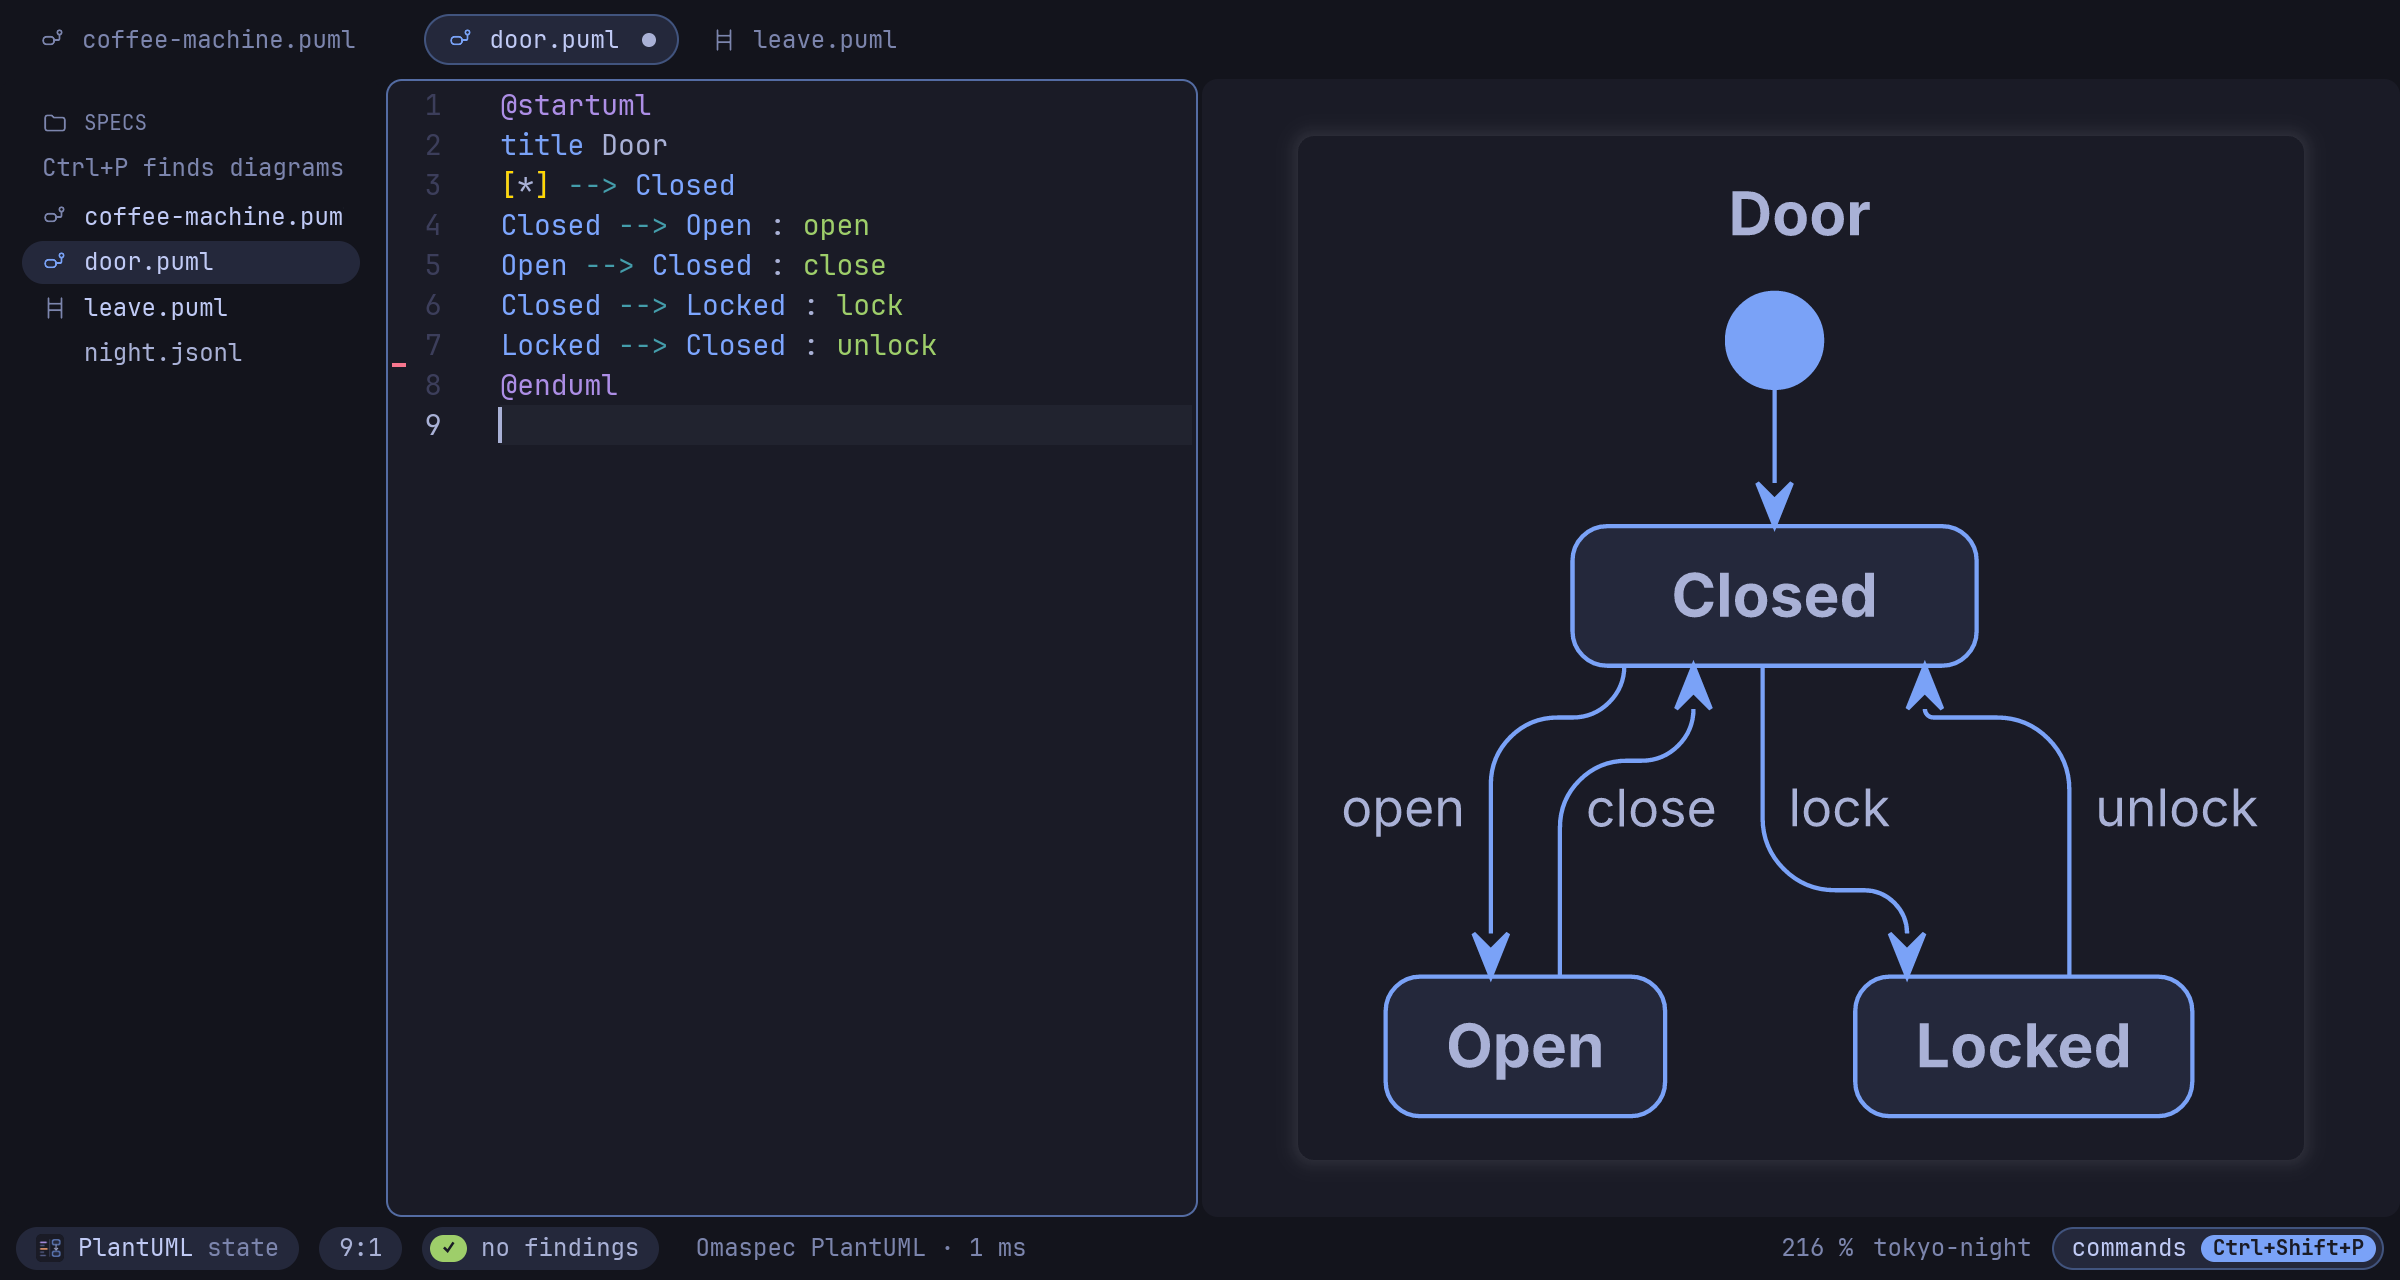 coffee-machine.puml
door.puml
leave.puml
SPECS
Ctrl+P finds diagrams
coffee-machine.pum
door.puml
leave.puml
night.jsonl
1 @startuml
2 title Door
3 [*] --> Closed
4 Closed --> Open : open
5 Open --> Closed : close
6 Closed --> Locked : lock
7 Locked --> Closed : unlock
8 @enduml
9
Door
Closed
open close lock unlock
Open Locked
PlantUML state 9:1 no findings Omaspec PlantUML · 1 ms 216 % tokyo-night commands Ctrl+Shift+P